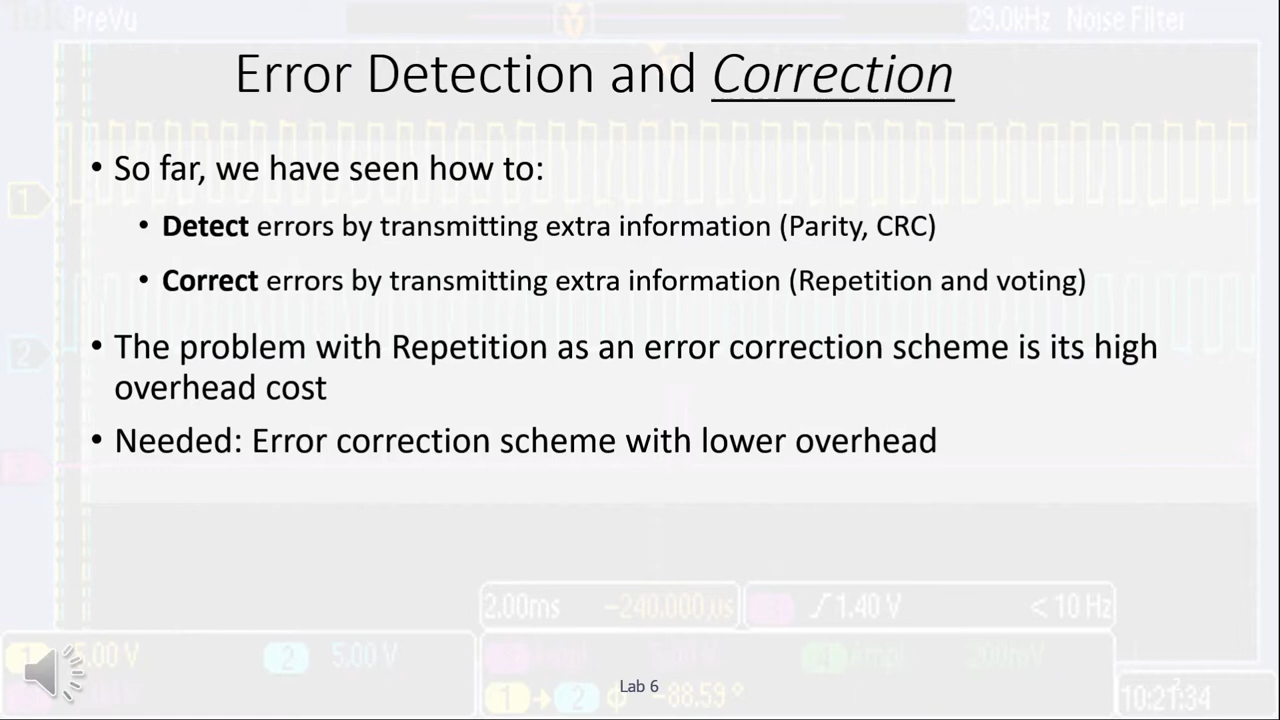 PreVu
Noise Filter
Error Detection and Correction
• So far, we have seen how to:
• Detect errors by transmitting extra information (Parity, CRC)
• Correct errors by transmitting extra information (Repetition and voting)
• The problem with Repetition as an error correction scheme is its high
overhead cost
• Needed: Error correction scheme with lower overhead
1
2
2.00ms
-240.000µs
1.40 V
< 10 Hz
1
5.00 V
2
5.00 V
1 → 2
-88.59 °
10:21:34
Lab 6